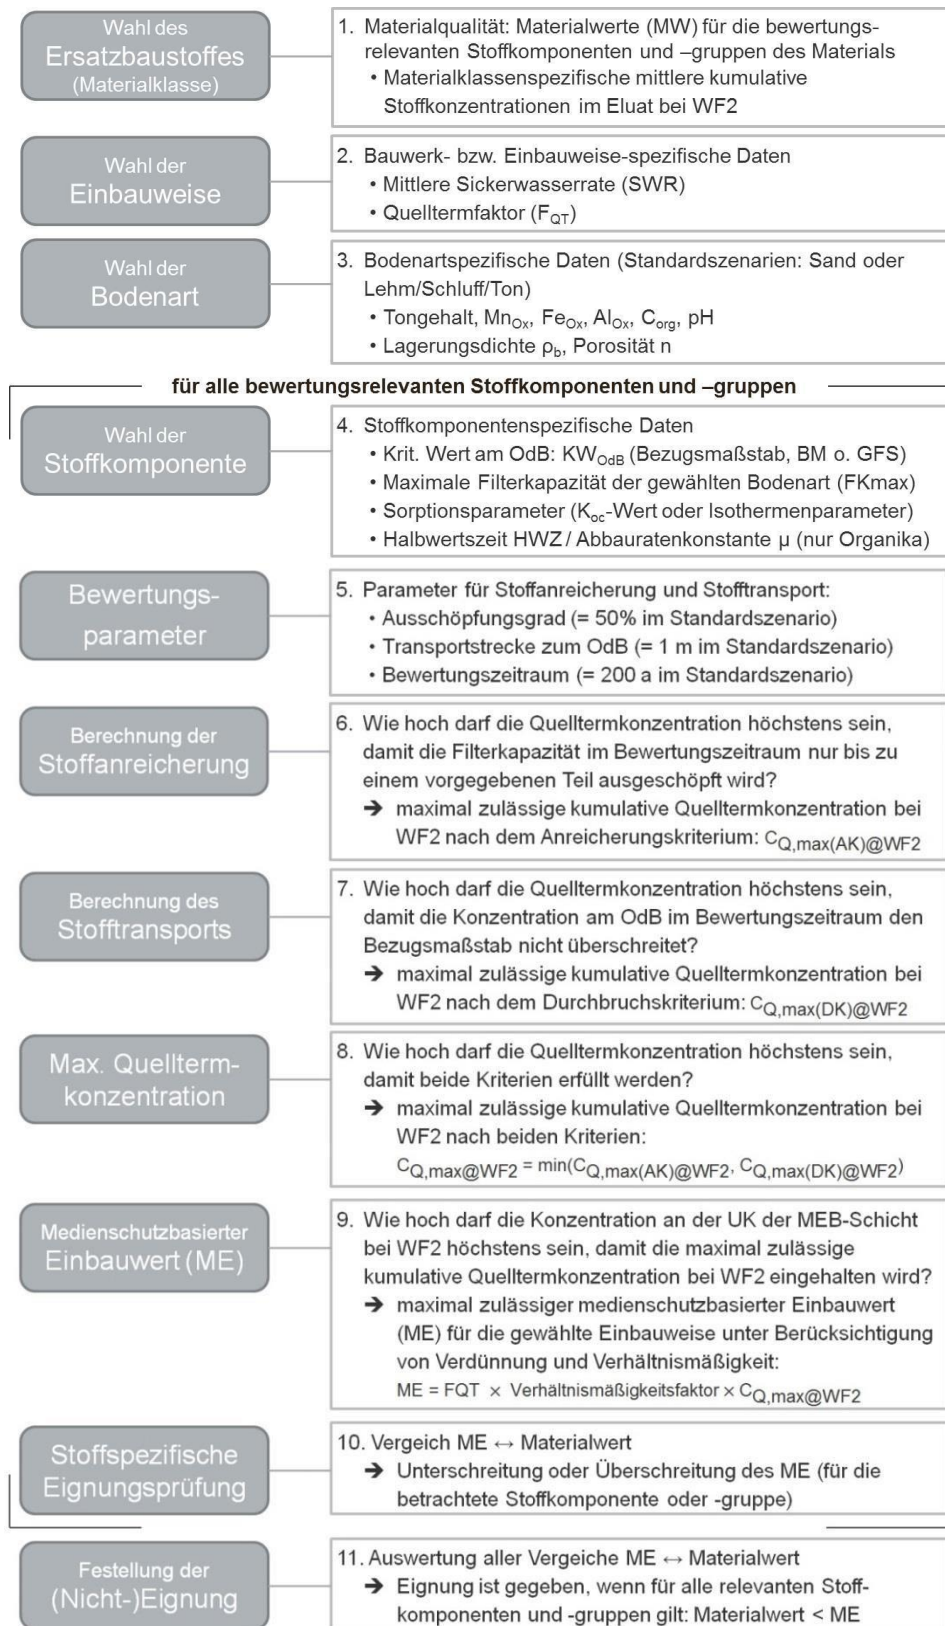 Wahl des
Ersatzbaustoffes
(Materialklasse)
1. Materialqualität: Materialwerte (MW) für die bewertungs-
relevanten Stoffkomponenten und –gruppen des Materials
• Materialklassenspezifische mittlere kumulative
Stoffkonzentrationen im Eluat bei WF2
Wahl der
Einbauweise
2. Bauwerk- bzw. Einbauweise-spezifische Daten
• Mittlere Sickerwasserrate (SWR)
• Quelltermfaktor (F_QT)
Wahl der
Bodenart
3. Bodenartspezifische Daten (Standardszenarien: Sand oder
Lehm/Schluff/Ton)
• Tongehalt, Mn_Ox, Fe_Ox, Al_Ox, C_org, pH
• Lagerungsdichte ρ_b, Porosität n
für alle bewertungsrelevanten Stoffkomponenten und –gruppen
Wahl der
Stoffkomponente
4. Stoffkomponentenspezifische Daten
• Krit. Wert am OdB: KW_OdB (Bezugsmaßstab, BM o. GFS)
• Maximale Filterkapazität der gewählten Bodenart (FKmax)
• Sorptionsparameter (K_oc-Wert oder Isothermenparameter)
• Halbwertszeit HWZ / Abbauratenkonstante µ (nur Organika)
Bewertungs-
parameter
5. Parameter für Stoffanreicherung und Stofftransport:
• Ausschöpfungsgrad (= 50% im Standardszenario)
• Transportstrecke zum OdB (= 1 m im Standardszenario)
• Bewertungszeitraum (= 200 a im Standardszenario)
Berechnung der
Stoffanreicherung
6. Wie hoch darf die Quelltermkonzentration höchstens sein,
damit die Filterkapazität im Bewertungszeitraum nur bis zu
einem vorgegebenen Teil ausgeschöpft wird?
➔ maximal zulässige kumulative Quelltermkonzentration bei
WF2 nach dem Anreicherungskriterium: C_Q,max(AK)@WF2
Berechnung des
Stofftransports
7. Wie hoch darf die Quelltermkonzentration höchstens sein,
damit die Konzentration am OdB im Bewertungszeitraum den
Bezugsmaßstab nicht überschreitet?
➔ maximal zulässige kumulative Quelltermkonzentration bei
WF2 nach dem Durchbruchskriterium: C_Q,max(DK)@WF2
Max. Quellterm-
konzentration
8. Wie hoch darf die Quelltermkonzentration höchstens sein,
damit beide Kriterien erfüllt werden?
➔ maximal zulässige kumulative Quelltermkonzentration bei
WF2 nach beiden Kriterien:
C_Q,max@WF2 = min(C_Q,max(AK)@WF2, C_Q,max(DK)@WF2)
Medienschutzbasierter
Einbauwert (ME)
9. Wie hoch darf die Konzentration an der UK der MEB-Schicht
bei WF2 höchstens sein, damit die maximal zulässige
kumulative Quelltermkonzentration bei WF2 eingehalten wird?
➔ maximal zulässiger medienschutzbasierter Einbauwert
(ME) für die gewählte Einbauweise unter Berücksichtigung
von Verdünnung und Verhältnismäßigkeit:
ME = FQT × Verhältnismäßigkeitsfaktor × C_Q,max@WF2
Stoffspezifische
Eignungsprüfung
10. Vergeich ME ↔ Materialwert
➔ Unterschreitung oder Überschreitung des ME (für die
betrachtete Stoffkomponente oder -gruppe)
Festellung der
(Nicht-)Eignung
11. Auswertung aller Vergeiche ME ↔ Materialwert
➔ Eignung ist gegeben, wenn für alle relevanten Stoff-
komponenten und -gruppen gilt: Materialwert < ME